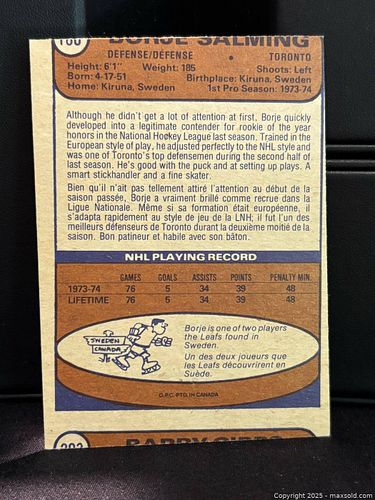 180 BORJE SALMING
DEFENSE/DÉFENSE • TORONTO
Height: 6'1" Weight: 185 Shoots: Left
Born: 4-17-51 Birthplace: Kiruna, Sweden
Home: Kiruna, Sweden 1st Pro Season: 1973-74
Although he didn't get a lot of attention at first, Borje quickly
developed into a legitimate contender for rookie of the year
honors in the National Hockey League last season. Trained in the
European style of play, he adjusted perfectly to the NHL style and
was one of Toronto's top defensemen during the second half of
last season. He's good with the puck and at setting up plays. A
smart stickhandler and a fine skater.
Bien qu'il n'ait pas tellement attiré l'attention au début de la
saison passée, Borje a vraiment brillé comme recrue dans la
Ligue Nationale. Même si sa formation était européenne, il
s'adapta rapidement au style de jeu de la LNH; il fut l'un des
meilleurs défenseurs de Toronto durant la deuxième moitié de la
saison. Bon patineur et habile avec son bâton.
NHL PLAYING RECORD
GAMES GOALS ASSISTS POINTS PENALTY MIN.
1973-74 76 5 34 39 48
LIFETIME 76 5 34 39 48
SWEDEN
CANADA
Borje is one of two players
the Leafs found in
Sweden.
Un des deux joueurs que
les Leafs découvrirent en
Suède.
O.P.C. PTD. IN CANADA
BARRY GIBBS
Copyright 2025 - maxsold.com